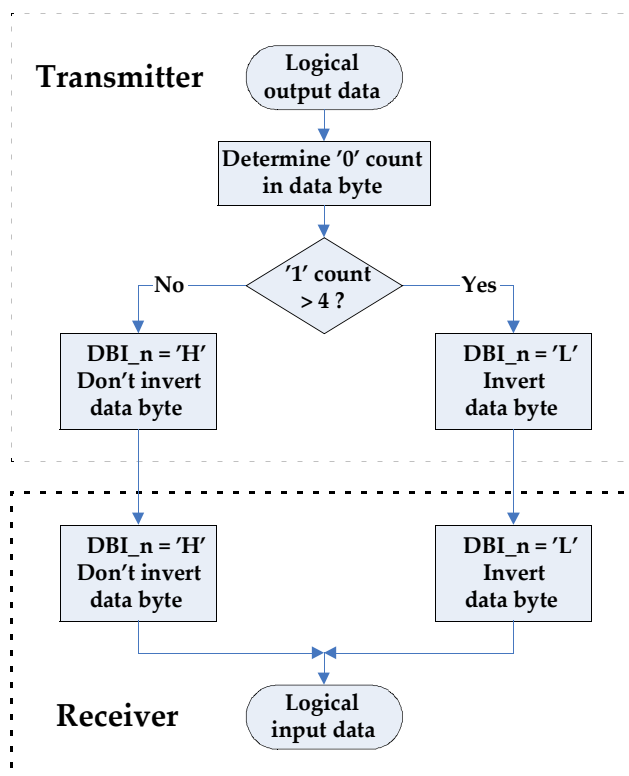 Transmitter
Logical
output data
Determine ’0’ count
in data byte
’1’ count
> 4 ?
No
Yes
DBI_n = ’H’
Don’t invert
data byte
DBI_n = ’L’
Invert
data byte
DBI_n = ’H’
Don’t invert
data byte
DBI_n = ’L’
Invert
data byte
Receiver
Logical
input data